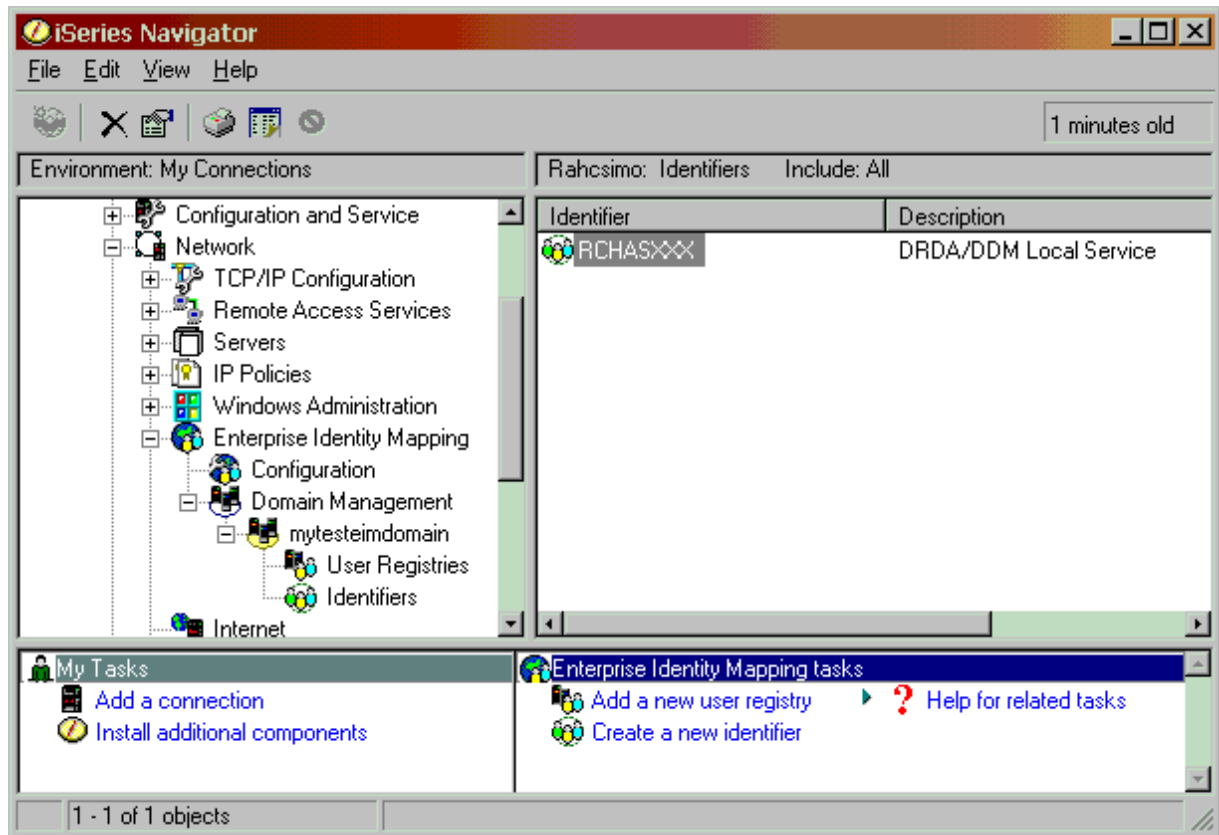 iSeries Navigator
File Edit View Help
1 minutes old
Environment: My Connections
Rahcsimo: Identifiers Include: All
Configuration and Service
Network
TCP/IP Configuration
Remote Access Services
Servers
IP Policies
Windows Administration
Enterprise Identity Mapping
Configuration
Domain Management
mytesteimdomain
User Registries
Identifiers
Internet
Identifier Description
RCHASXXX DRDA/DDM Local Service
My Tasks
Add a connection
Install additional components
Enterprise Identity Mapping tasks
Add a new user registry
Create a new identifier
? Help for related tasks
1 - 1 of 1 objects